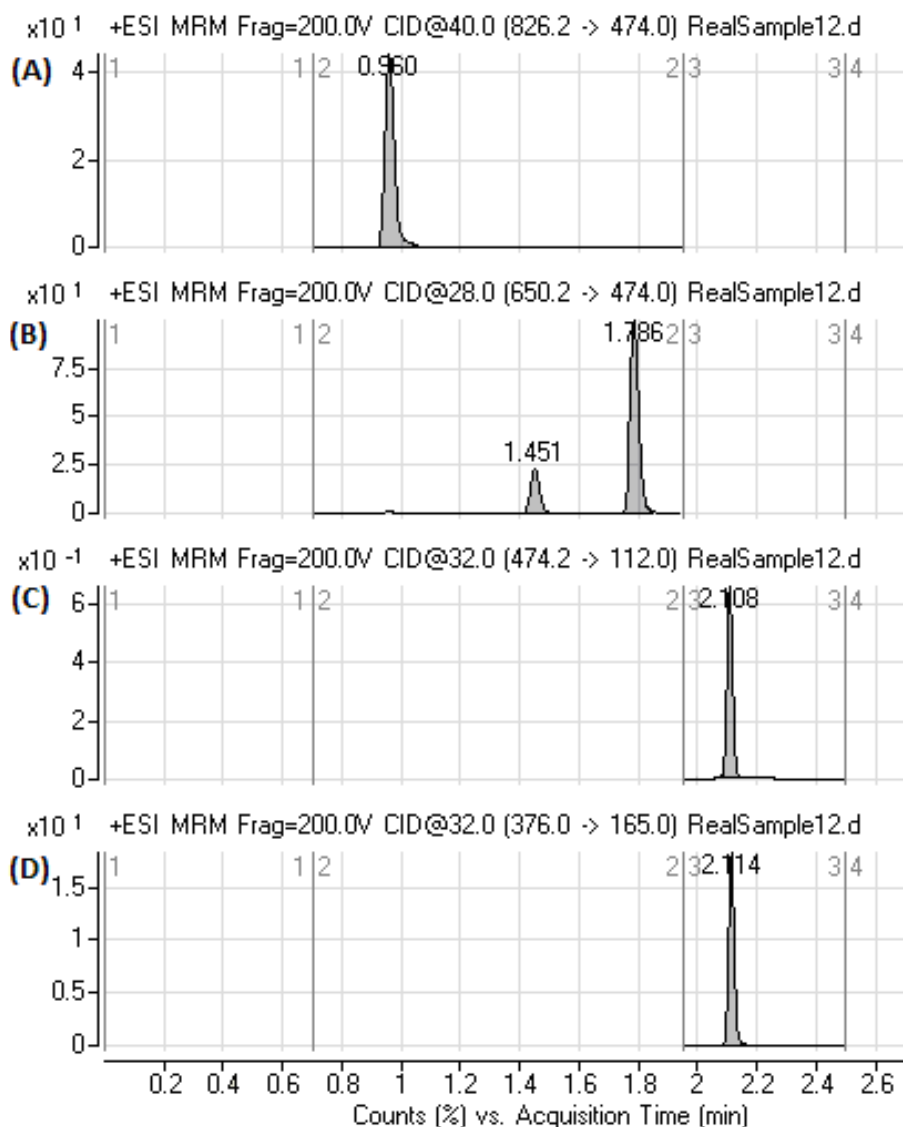 x10 1 +ESI MRM Frag=200.0V CID@40.0 (826.2 -> 474.0) RealSample12.d
(A) 1 1 2 2 3 3 4
0.960
4
2
0
x10 1 +ESI MRM Frag=200.0V CID@28.0 (650.2 -> 474.0) RealSample12.d
(B) 1 1 2 2 3 3 4
1.786
7.5
5
1.451
2.5
0
x10 -1 +ESI MRM Frag=200.0V CID@32.0 (474.2 -> 112.0) RealSample12.d
(C) 1 1 2 2 3 3 4
2.108
6
4
2
0
x10 1 +ESI MRM Frag=200.0V CID@32.0 (376.0 -> 165.0) RealSample12.d
(D) 1 1 2 2 3 3 4
2.114
1.5
1
0.5
0
0.2 0.4 0.6 0.8 1 1.2 1.4 1.6 1.8 2 2.2 2.4 2.6
Counts (%) vs. Acquisition Time (min)